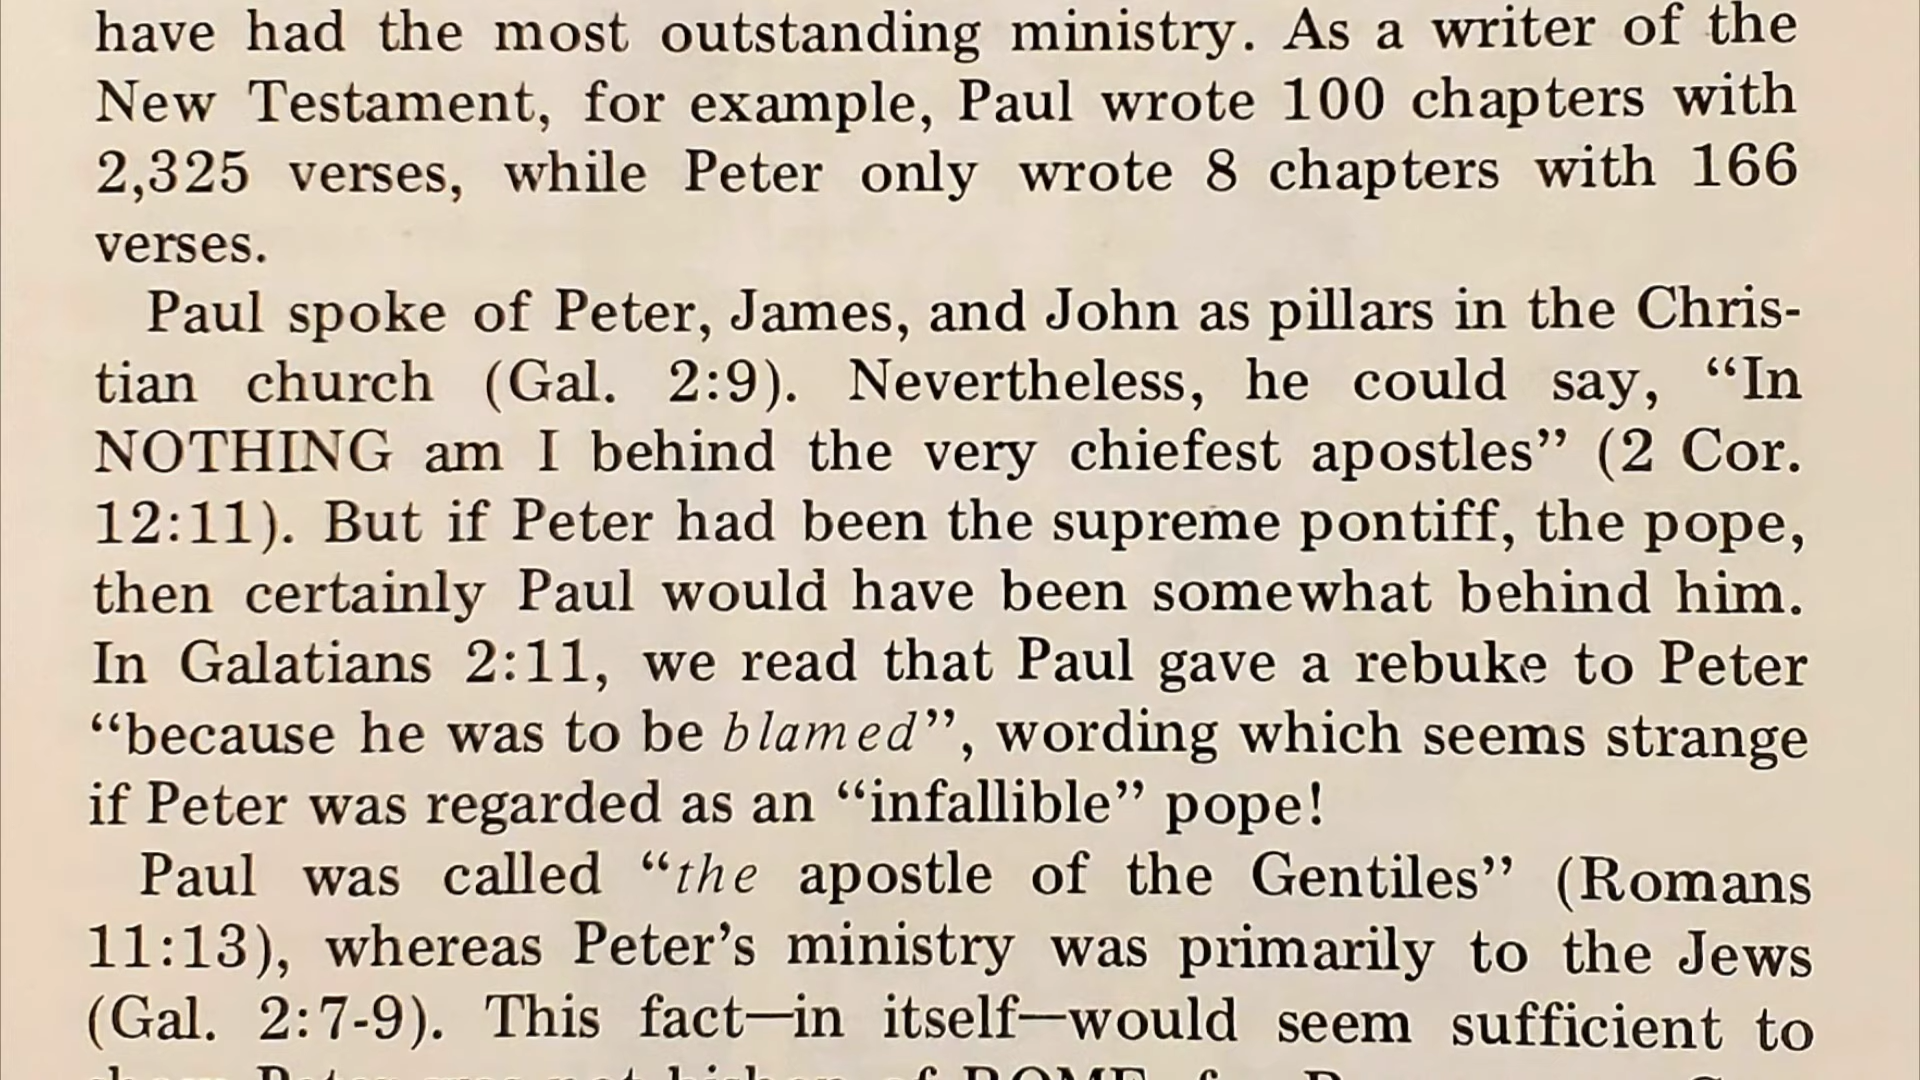 have had the most outstanding ministry. As a writer of the
New Testament, for example, Paul wrote 100 chapters with
2,325 verses, while Peter only wrote 8 chapters with 166
verses.
Paul spoke of Peter, James, and John as pillars in the Chris-
tian church (Gal. 2:9). Nevertheless, he could say, “In
NOTHING am I behind the very chiefest apostles” (2 Cor.
12:11). But if Peter had been the supreme pontiff, the pope,
then certainly Paul would have been somewhat behind him.
In Galatians 2:11, we read that Paul gave a rebuke to Peter
“because he was to be blamed”, wording which seems strange
if Peter was regarded as an “infallible” pope!
Paul was called “the apostle of the Gentiles” (Romans
11:13), whereas Peter’s ministry was primarily to the Jews
(Gal. 2:7-9). This fact—in itself—would seem sufficient to